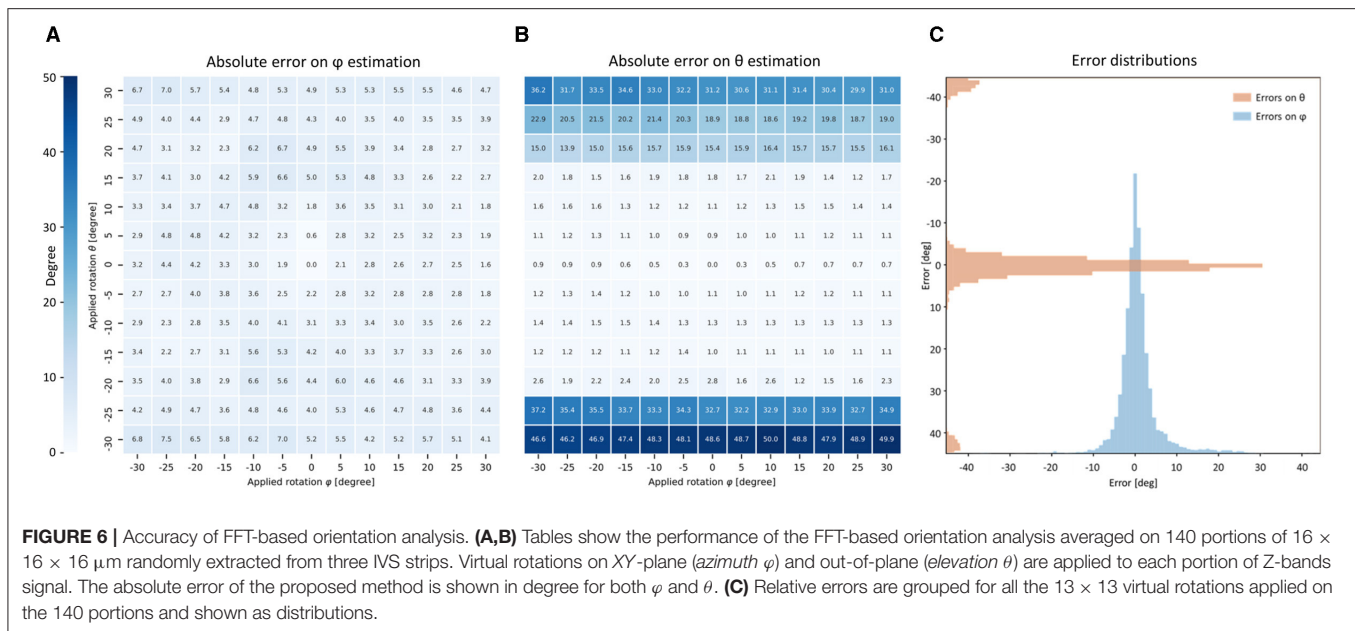 A
B
C
Absolute error on φ estimation
Absolute error on θ estimation
Error distributions
50
40
30
20
10
0
Degree
Applied rotation θ [degree]
30 6.7 7.0 5.7 5.4 4.8 5.3 4.9 5.3 5.3 5.5 5.5 4.6 4.7
25 4.9 4.0 4.4 2.9 4.7 4.8 4.3 4.0 3.5 4.0 3.5 3.5 3.9
20 4.7 3.1 3.2 2.3 6.2 6.7 4.9 5.5 3.9 3.4 2.8 2.7 3.2
15 3.7 4.1 3.0 4.2 5.9 6.6 5.0 5.3 4.8 3.3 2.6 2.2 2.7
10 3.3 3.4 3.7 4.7 4.8 3.2 1.8 3.6 3.5 3.1 3.0 2.1 1.8
5 2.9 4.8 4.8 4.2 3.2 2.3 0.6 2.8 3.2 2.5 3.2 2.3 1.9
0 3.2 4.4 4.2 3.3 3.0 1.9 0.0 2.1 2.8 2.6 2.7 2.5 1.6
-5 2.7 2.7 4.0 3.8 3.6 2.5 2.2 2.8 3.2 2.8 2.8 2.8 1.8
-10 2.9 2.3 2.8 3.5 4.0 4.1 3.1 3.3 3.4 3.0 3.5 2.6 2.2
-15 3.4 2.2 2.7 3.1 5.6 5.3 4.2 4.0 3.3 3.7 3.3 2.6 3.0
-20 3.5 4.0 3.8 2.9 6.6 5.6 4.4 6.0 4.6 4.6 3.1 3.3 3.9
-25 4.2 4.9 4.7 3.6 4.8 4.6 4.0 5.3 4.6 4.7 4.8 3.6 4.4
-30 6.8 7.5 6.5 5.8 6.2 7.0 5.2 5.5 4.2 5.2 5.7 5.1 4.1
-30 -25 -20 -15 -10 -5 0 5 10 15 20 25 30
Applied rotation φ [degree]
36.2 31.7 33.5 34.6 33.0 32.2 31.2 30.6 31.1 31.4 30.4 29.9 31.0
22.9 20.5 21.5 20.2 21.4 20.3 18.9 18.8 18.6 19.2 19.8 18.7 19.0
15.0 13.9 15.0 15.6 15.7 15.9 15.4 15.9 16.4 15.7 15.7 15.5 16.1
2.0 1.8 1.5 1.6 1.9 1.8 1.8 1.7 2.1 1.9 1.4 1.2 1.7
1.6 1.6 1.3 1.2 1.3 1.2 1.1 1.2 1.3 1.5 1.5 1.4 1.4
1.1 1.2 1.3 1.1 1.0 0.9 0.9 1.0 1.1 1.1 1.0 1.1 1.1
0.9 0.9 0.9 0.6 0.5 0.3 0.0 0.3 0.5 0.7 0.7 0.7 0.7
1.2 1.3 1.4 1.0 1.1 1.0 1.0 1.1 0.9 1.2 1.2 1.1 1.2
1.4 1.4 1.5 1.3 1.3 1.3 1.3 1.3 1.3 1.3 1.4 1.4 1.5
1.2 1.2 1.4 1.1 1.2 1.4 1.0 1.1 1.0 1.1 1.1 1.1 1.1
2.6 1.9 2.2 2.4 2.0 2.5 2.8 1.6 2.6 1.2 1.5 1.6 2.3
37.2 35.4 35.5 33.7 33.3 34.3 32.7 32.2 32.9 33.0 33.9 32.7 34.9
46.6 46.2 46.9 47.4 48.3 48.1 48.6 48.7 50.0 48.8 47.9 48.9 49.9
-30 -25 -20 -15 -10 -5 0 5 10 15 20 25 30
Applied rotation φ [degree]
Errors on θ
Errors on φ
Error [deg]
-40
-30
-20
-10
0
10
20
30
40
-40 -30 -20 -10 0 10 20 30 40
Error [deg]
FIGURE 6 | Accuracy of FFT-based orientation analysis. (A,B) Tables show the performance of the FFT-based orientation analysis averaged on 140 portions of 16 ×
16 × 16 μm randomly extracted from three IVS strips. Virtual rotations on XY-plane (azimuth φ) and out-of-plane (elevation θ) are applied to each portion of Z-bands
signal. The absolute error of the proposed method is shown in degree for both φ and θ. (C) Relative errors are grouped for all the 13 × 13 virtual rotations applied on
the 140 portions and shown as distributions.